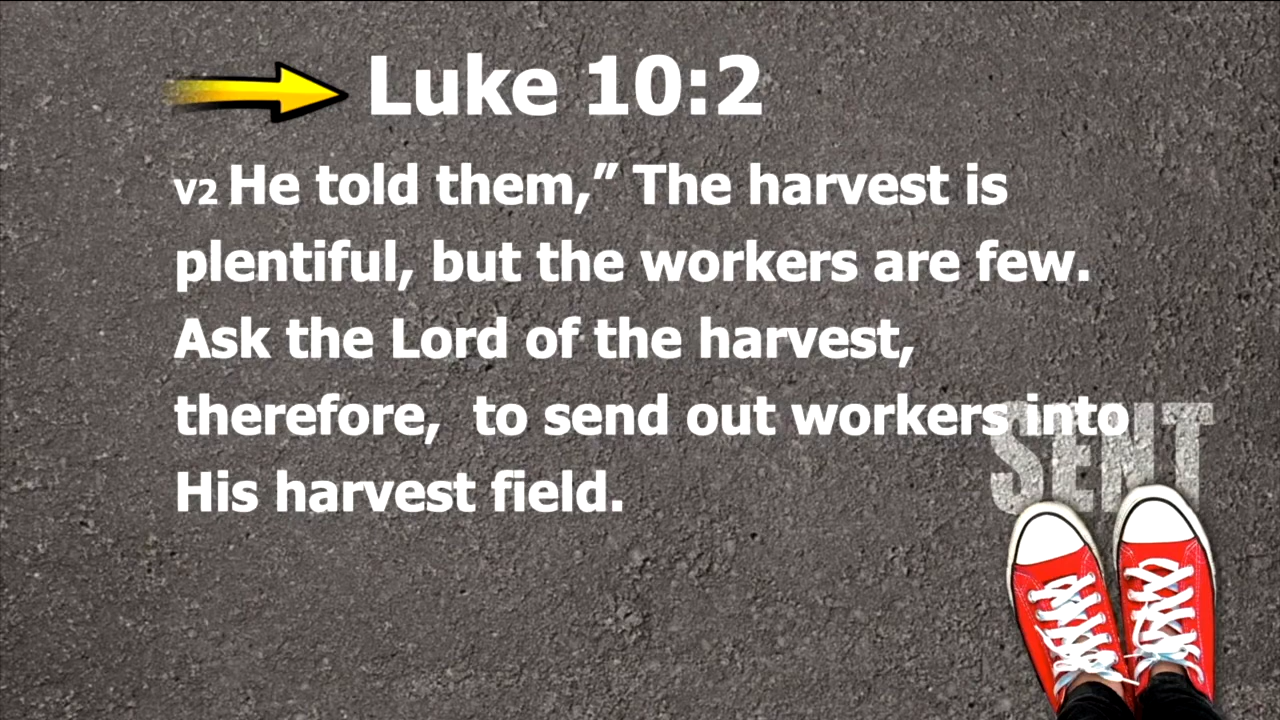 Luke 10:2
v2 He told them,” The harvest is
plentiful, but the workers are few.
Ask the Lord of the harvest,
therefore,  to send out workers into
His harvest field.
SENT